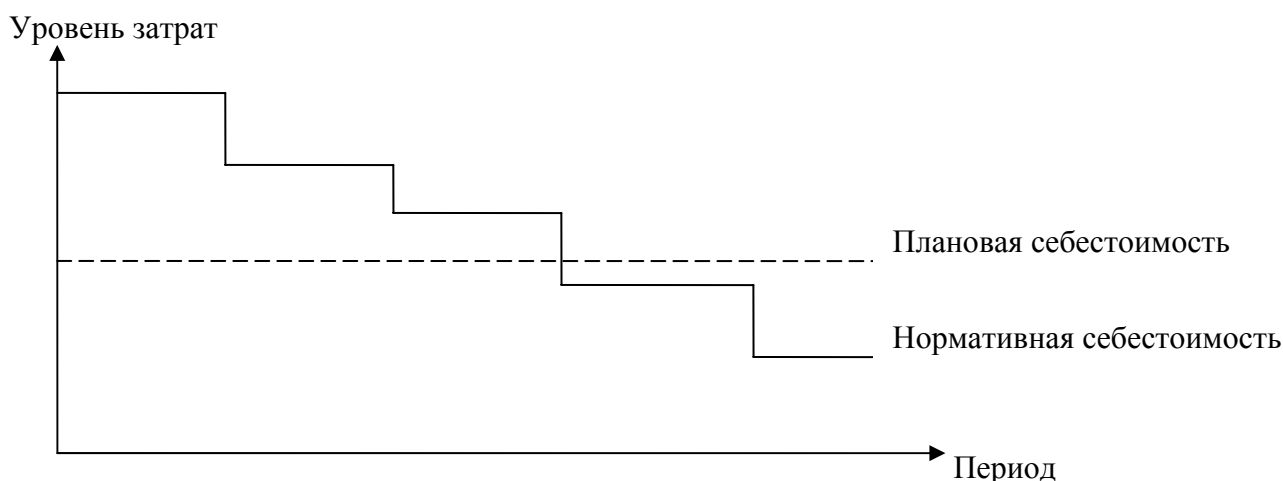 Уровень затрат
Плановая себестоимость
Нормативная себестоимость
Период